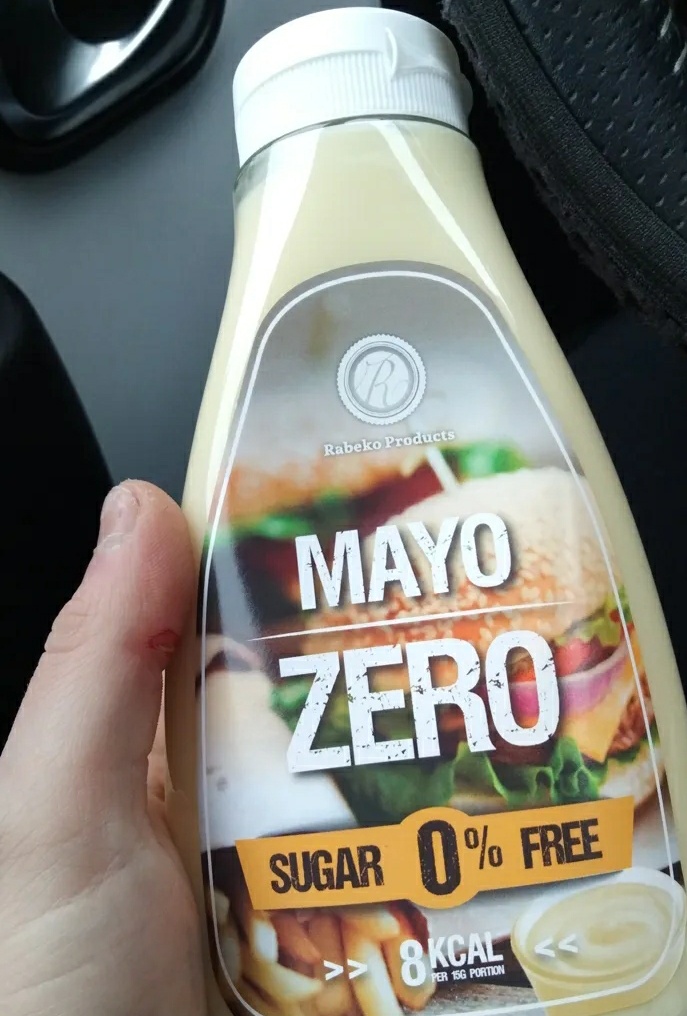 R
Rabeko Products
MAYO
ZERO
SUGAR 0% FREE
>> 8 KCAL <<
PER 15G PORTION